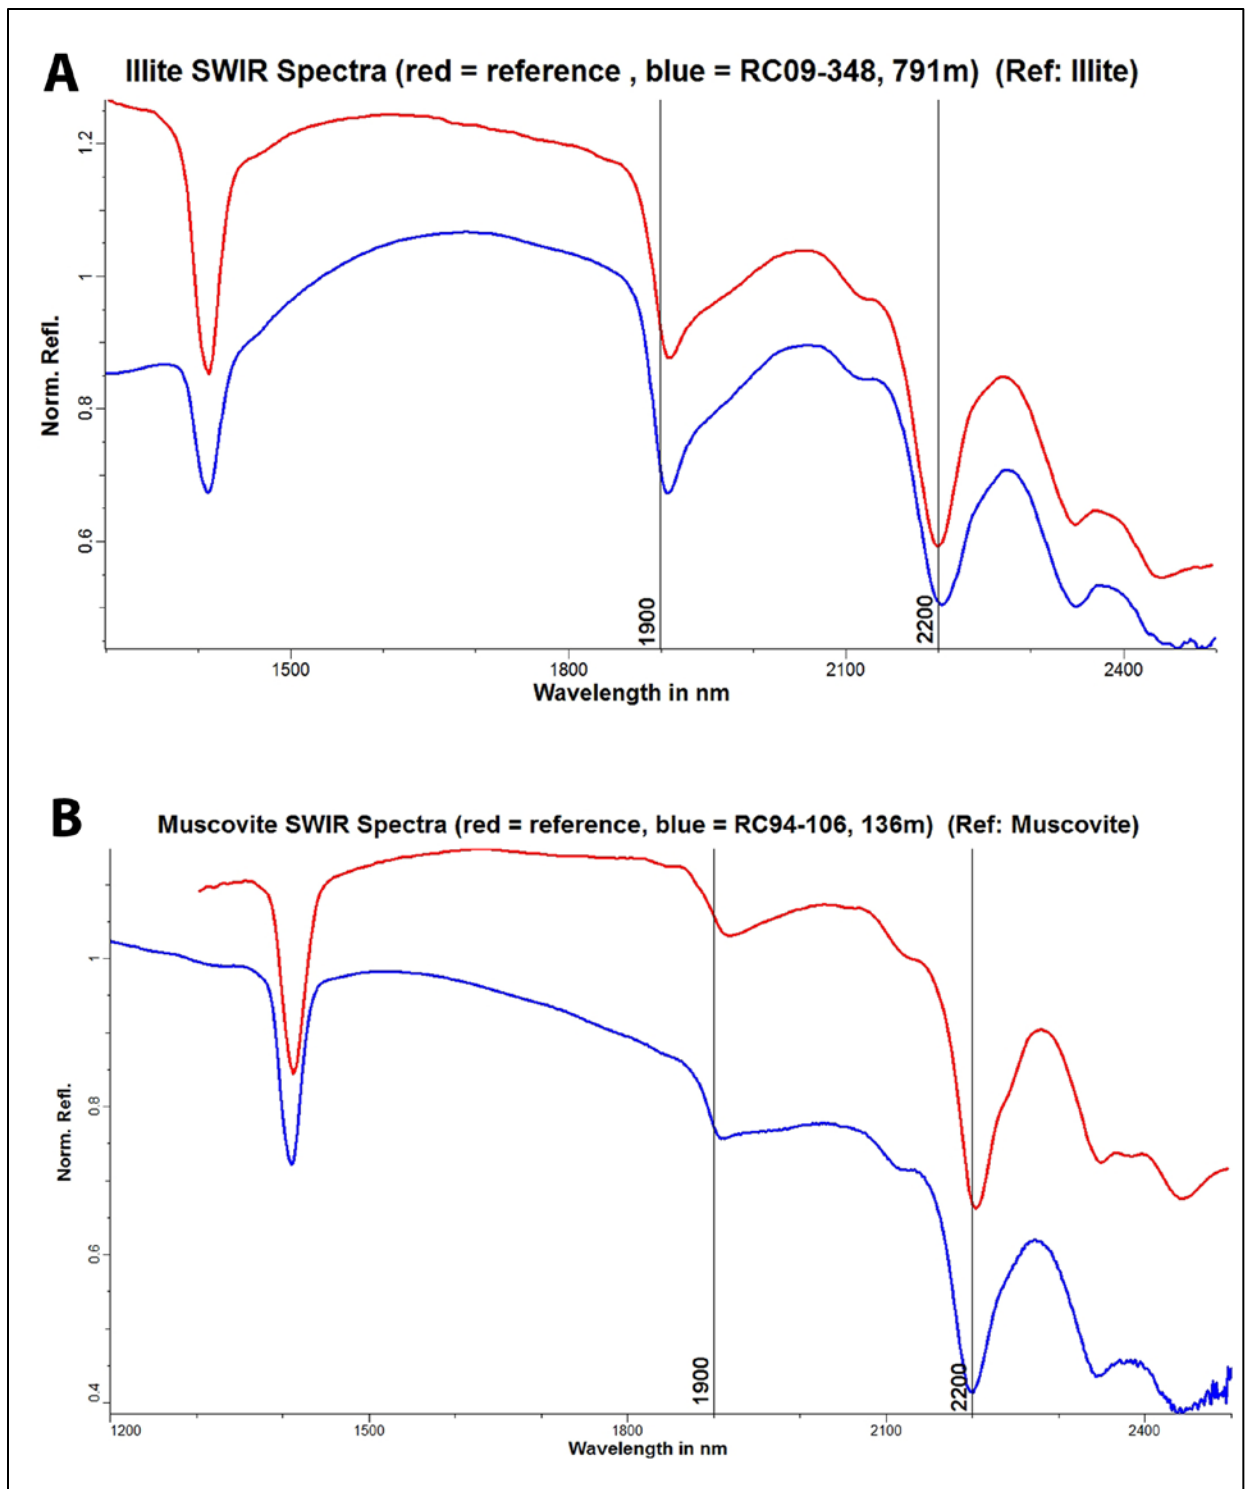 A
Illite SWIR Spectra (red = reference , blue = RC09-348, 791m)  (Ref: Illite)
Norm. Refl.
1.2
1
0.8
0.6
1900
2200
1500
1800
2100
2400
Wavelength in nm
B
Muscovite SWIR Spectra (red = reference, blue = RC94-106, 136m)  (Ref: Muscovite)
Norm. Refl.
1
0.8
0.6
0.4
1900
2200
1200
1500
1800
2100
2400
Wavelength in nm